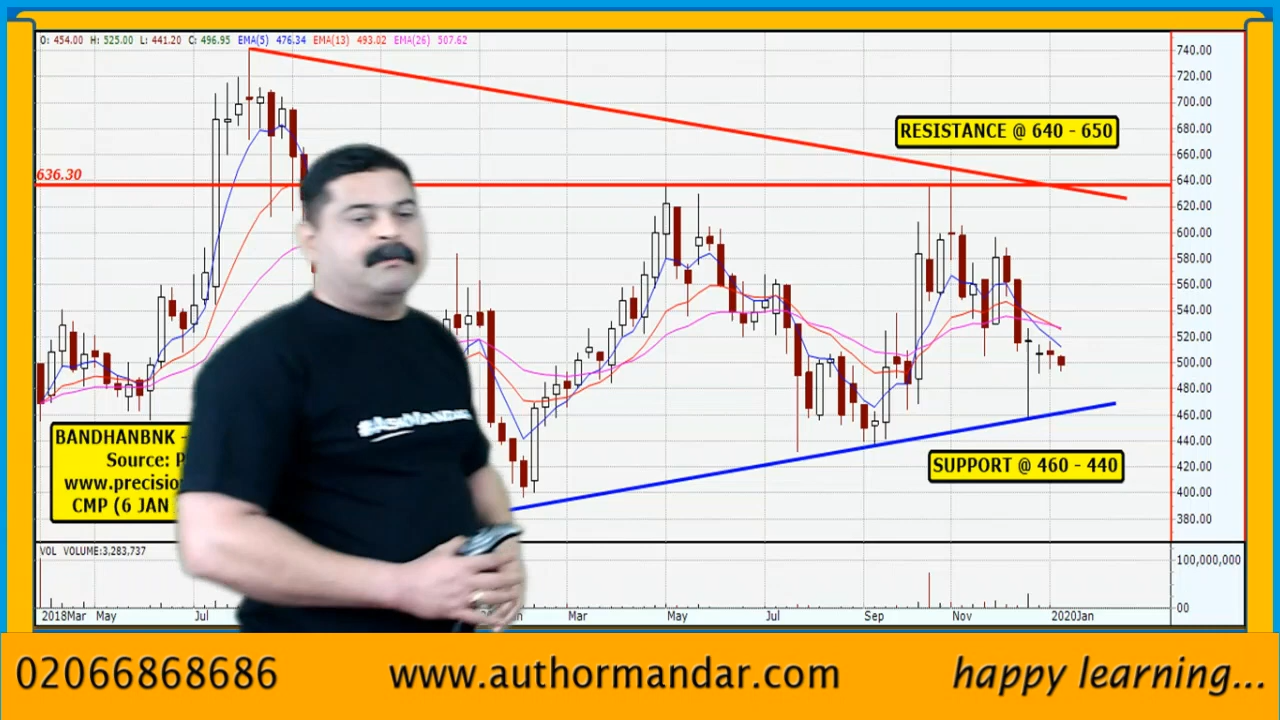 O: 454.00 H: 525.00 L: 441.20 C: 496.95 EMA(5) 476.34 EMA(13) 493.02 EMA(26) 507.62
740.00
720.00
700.00
680.00
660.00
640.00
620.00
600.00
580.00
560.00
540.00
520.00
500.00
480.00
460.00
440.00
420.00
400.00
380.00
RESISTANCE @ 640 - 650
636.30
#ASKMANDAR
BANDHANBNK -
Source:
www.precisio
CMP (6 JAN
SUPPORT @ 460 - 440
VOL VOLUME:3,283,737
100,000,000
00
2018Mar May Jul Mar May Jul Sep Nov 2020Jan
02066868686 www.authormandar.com happy learning...